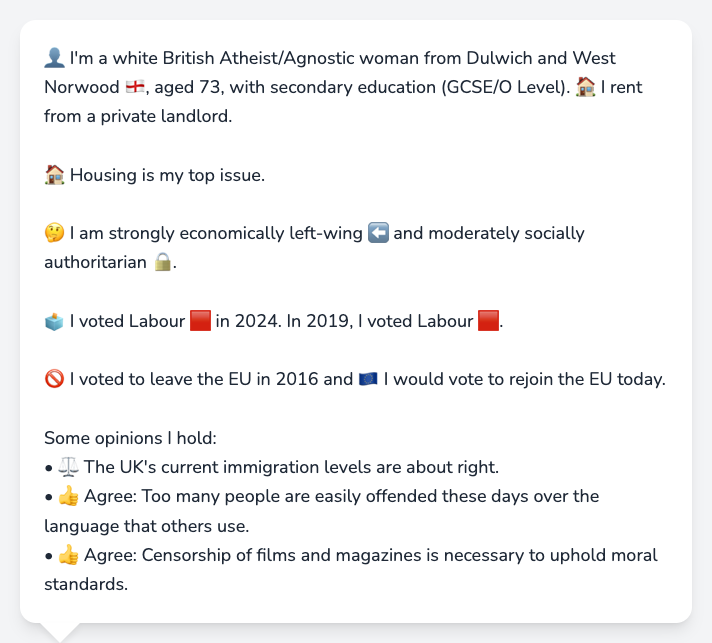 👤 I'm a white British Atheist/Agnostic woman from Dulwich and West
Norwood 🏴󠁧󠁢󠁥󠁮󠁧󠁿, aged 73, with secondary education (GCSE/O Level). 🏠 I rent
from a private landlord.
🏠 Housing is my top issue.
🤔 I am strongly economically left-wing ⬅️ and moderately socially
authoritarian 🔒.
🗳️ I voted Labour 🟥 in 2024. In 2019, I voted Labour 🟥.
🚫 I voted to leave the EU in 2016 and 🇪🇺 I would vote to rejoin the EU today.
Some opinions I hold:
• ⚖️ The UK's current immigration levels are about right.
• 👍 Agree: Too many people are easily offended these days over the
language that others use.
• 👍 Agree: Censorship of films and magazines is necessary to uphold moral
standards.